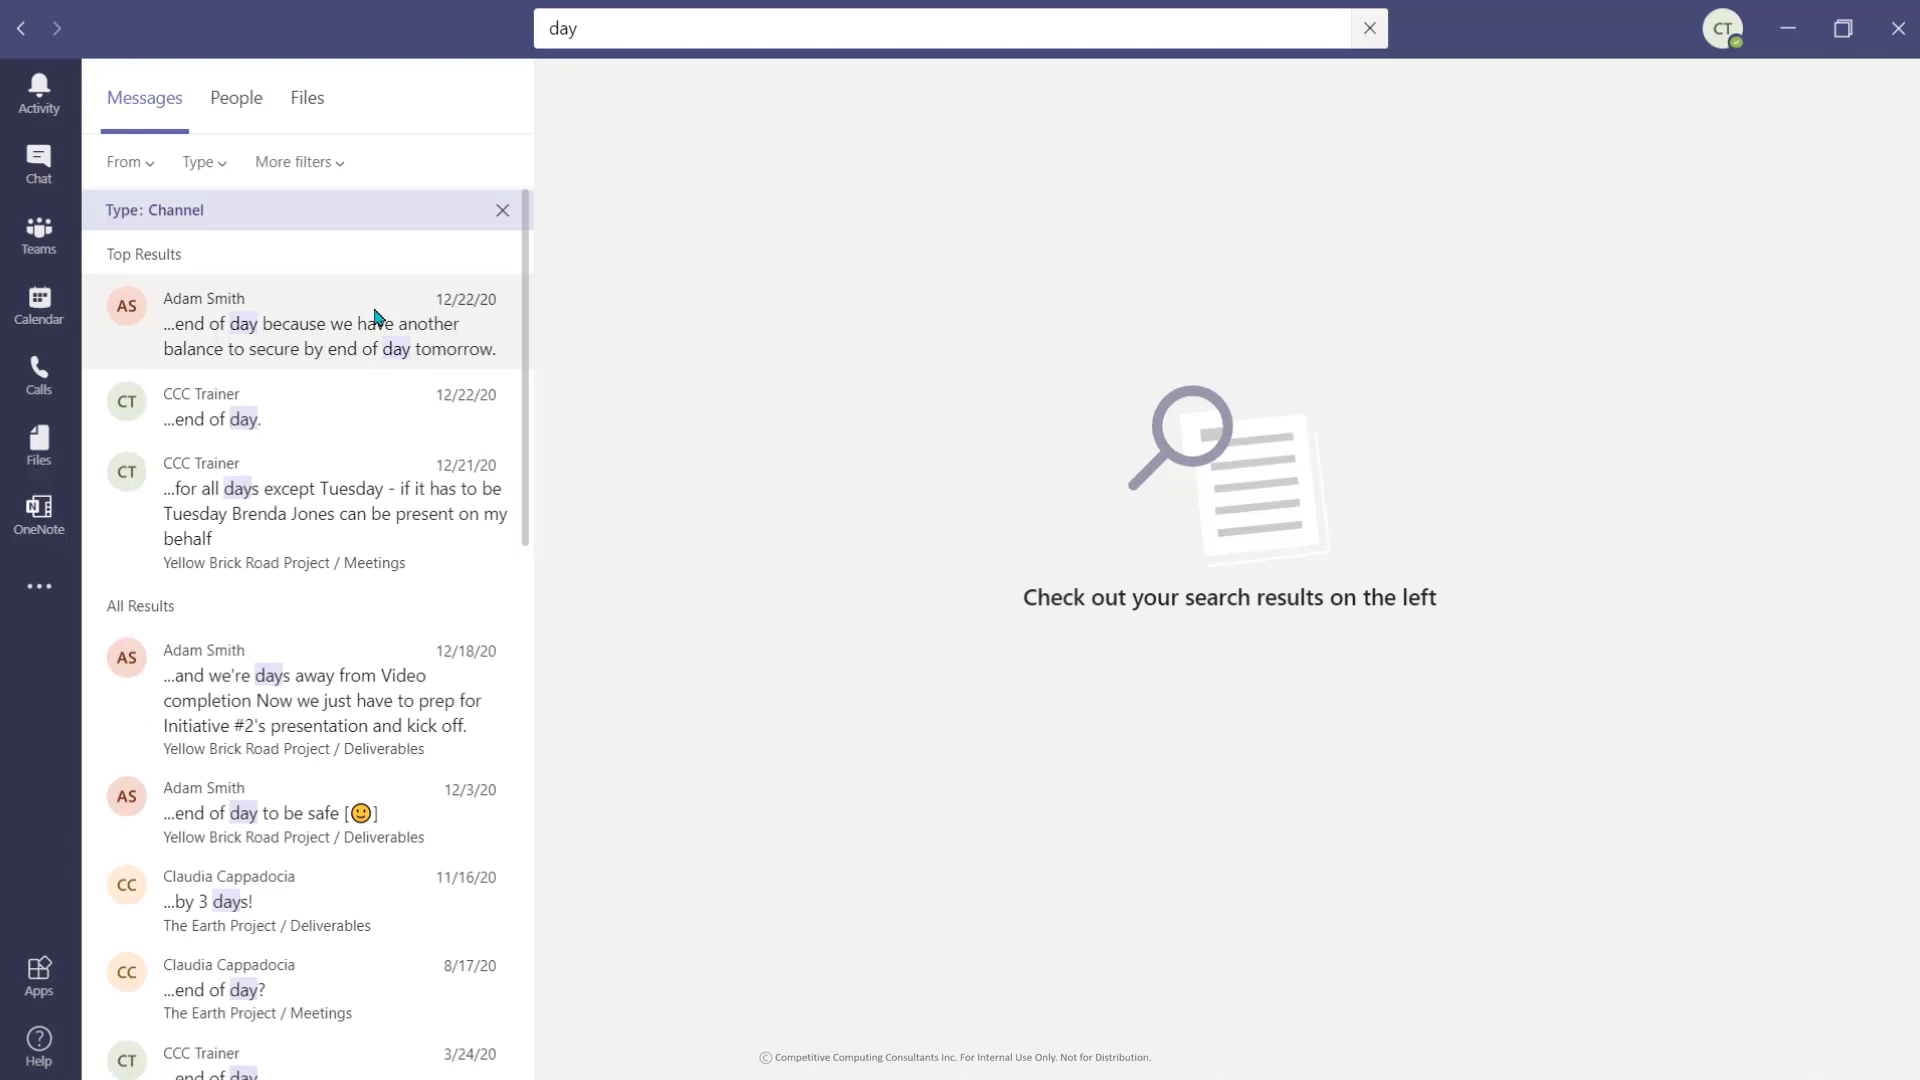 day
CT
Activity
Chat
Teams
Calendar
Calls
Files
OneNote
Apps
Help
Messages People Files
From Type More filters
Type: Channel
Top Results
AS
Adam Smith 12/22/20
...end of day because we have another
balance to secure by end of day tomorrow.
CT
CCC Trainer 12/22/20
...end of day.
CT
CCC Trainer 12/21/20
...for all days except Tuesday - if it has to be
Tuesday Brenda Jones can be present on my
behalf
Yellow Brick Road Project / Meetings
All Results
AS
Adam Smith 12/18/20
...and we're days away from Video
completion Now we just have to prep for
Initiative #2's presentation and kick off.
Yellow Brick Road Project / Deliverables
AS
Adam Smith 12/3/20
...end of day to be safe [🙂]
Yellow Brick Road Project / Deliverables
CC
Claudia Cappadocia 11/16/20
...by 3 days!
The Earth Project / Deliverables
CC
Claudia Cappadocia 8/17/20
...end of day?
The Earth Project / Meetings
CT
CCC Trainer 3/24/20
...end of day
Check out your search results on the left
© Competitive Computing Consultants Inc. For Internal Use Only. Not for Distribution.